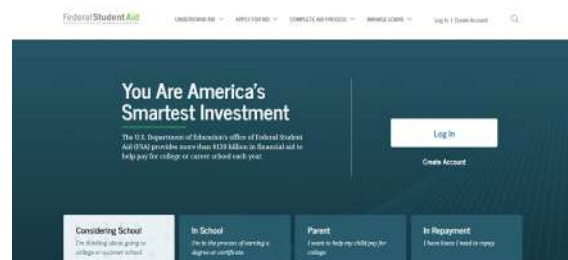 Federal Student Aid
UNDERSTAND AID APPLY FOR AID COMPLETE AID PROCESS MANAGE LOANS Log In | Create Account
You Are America's
Smartest Investment
The U.S. Department of Education's office of Federal Student
Aid (FSA) provides more than $120 billion in financial aid to
help pay for college or career school each year.
Log In
Create Account
Considering School
I'm thinking about going to
college or a career school.
In School
I'm in the process of earning a
degree or certificate.
Parent
I want to help my child pay for
college.
In Repayment
I have loans I need to repay.